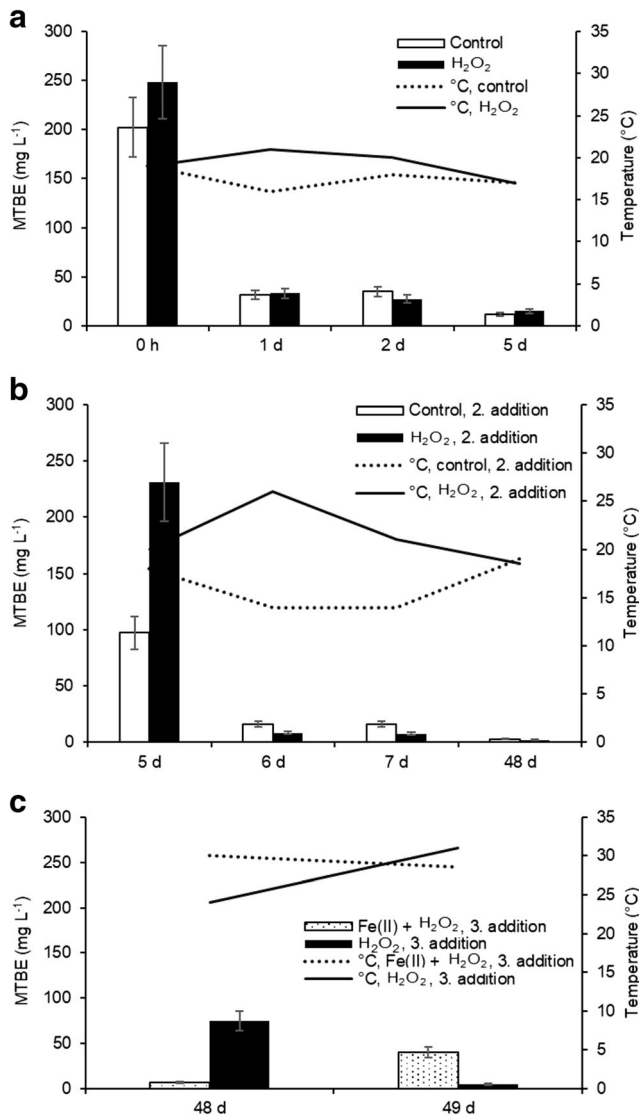 a
300
250
200
150
100
50
0
MTBE (mg L-1)
35
30
25
20
15
10
5
0
Temperature (°C)
Control
H2O2
°C, control
°C, H2O2
0 h 1 d 2 d 5 d
b
300
250
200
150
100
50
0
MTBE (mg L-1)
35
30
25
20
15
10
5
0
Temperature (°C)
Control, 2. addition
H2O2, 2. addition
°C, control, 2. addition
°C, H2O2, 2. addition
5 d 6 d 7 d 48 d
c
300
250
200
150
100
50
0
MTBE (mg L-1)
35
30
25
20
15
10
5
0
Temperature (°C)
Fe(II) + H2O2, 3. addition
H2O2, 3. addition
°C, Fe(II) + H2O2, 3. addition
°C, H2O2, 3. addition
48 d 49 d